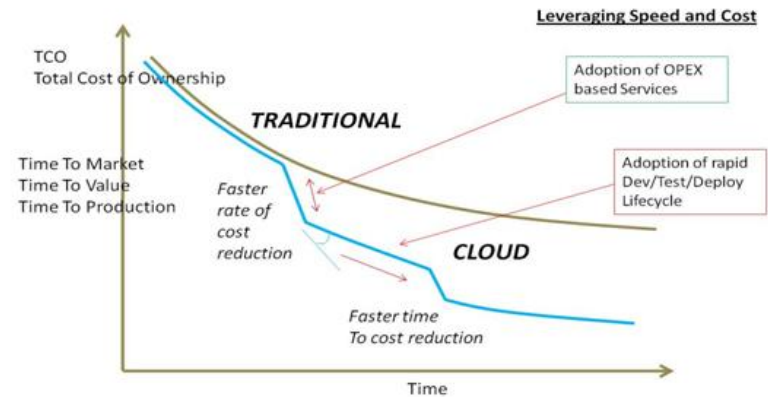 Leveraging Speed and Cost
TCO
Total Cost of Ownership
Adoption of OPEX
based Services
TRADITIONAL
Time To Market
Time To Value
Time To Production
Adoption of rapid
Dev/Test/Deploy
Lifecycle
Faster
rate of
cost
reduction
CLOUD
Faster time
To cost reduction
Time